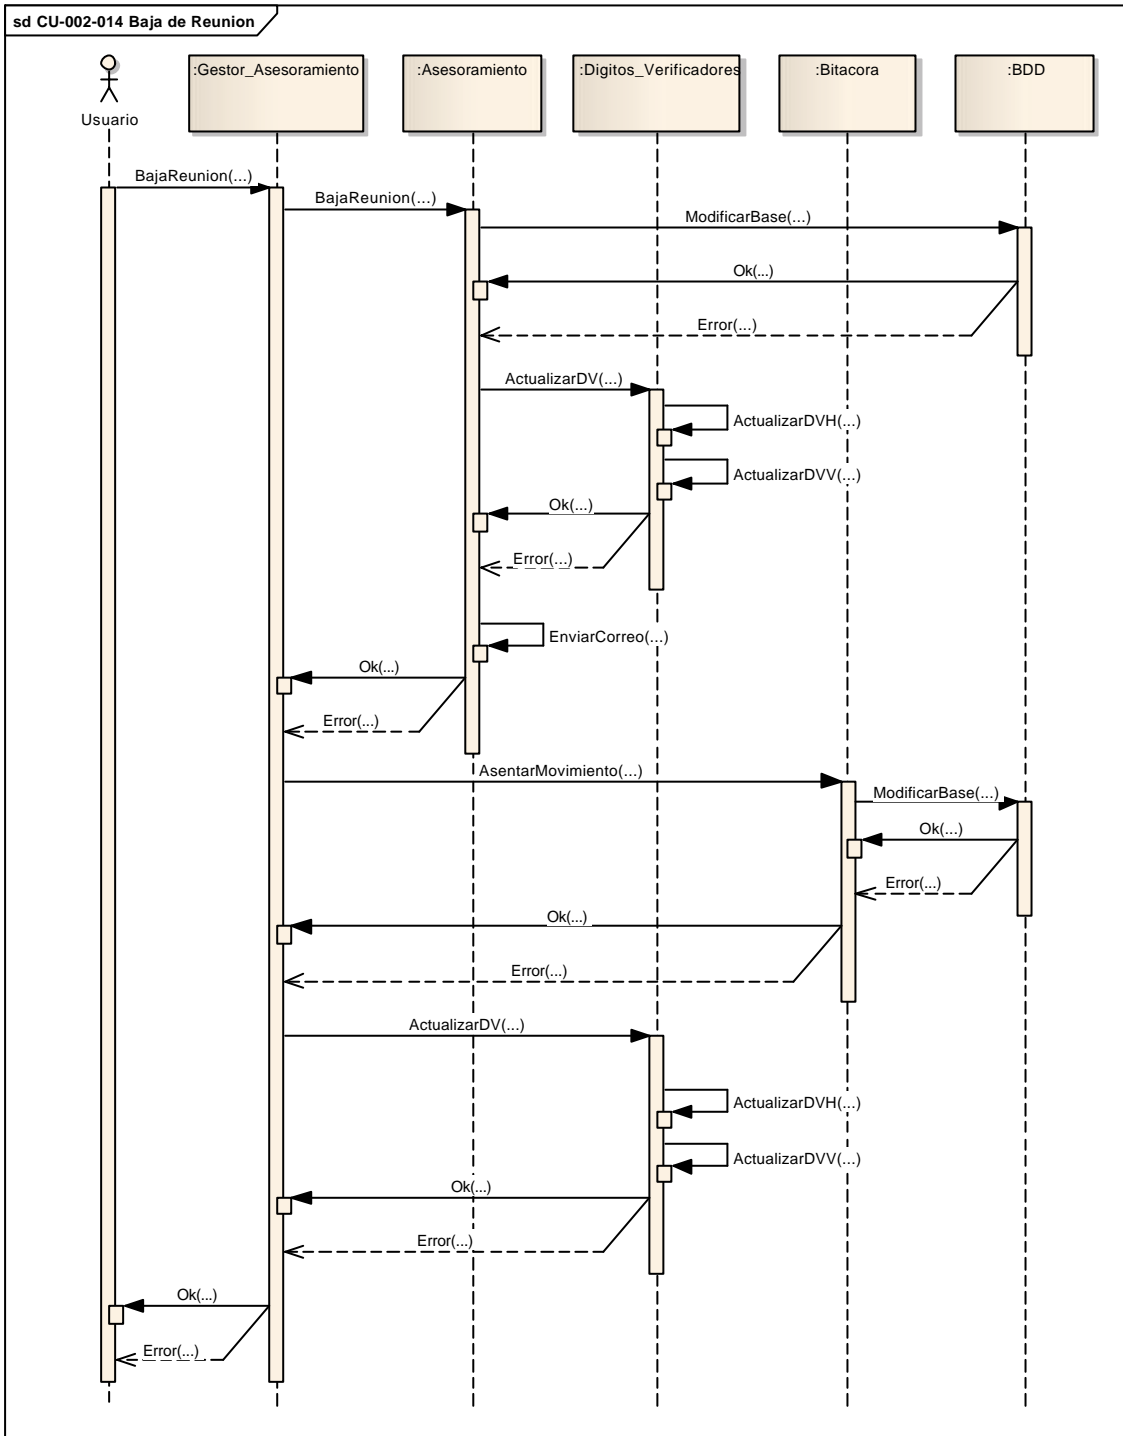 sd CU-002-014 Baja de Reunion
Usuario
:Gestor_Asesoramiento
:Asesoramiento
:Digitos_Verificadores
:Bitacora
:BDD
BajaReunion(...)
BajaReunion(...)
ModificarBase(...)
Ok(...)
Error(...)
ActualizarDV(...)
ActualizarDVH(...)
ActualizarDVV(...)
Ok(...)
Error(...)
EnviarCorreo(...)
Ok(...)
Error(...)
AsentarMovimiento(...)
ModificarBase(...)
Ok(...)
Error(...)
Ok(...)
Error(...)
ActualizarDV(...)
ActualizarDVH(...)
ActualizarDVV(...)
Ok(...)
Error(...)
Ok(...)
Error(...)